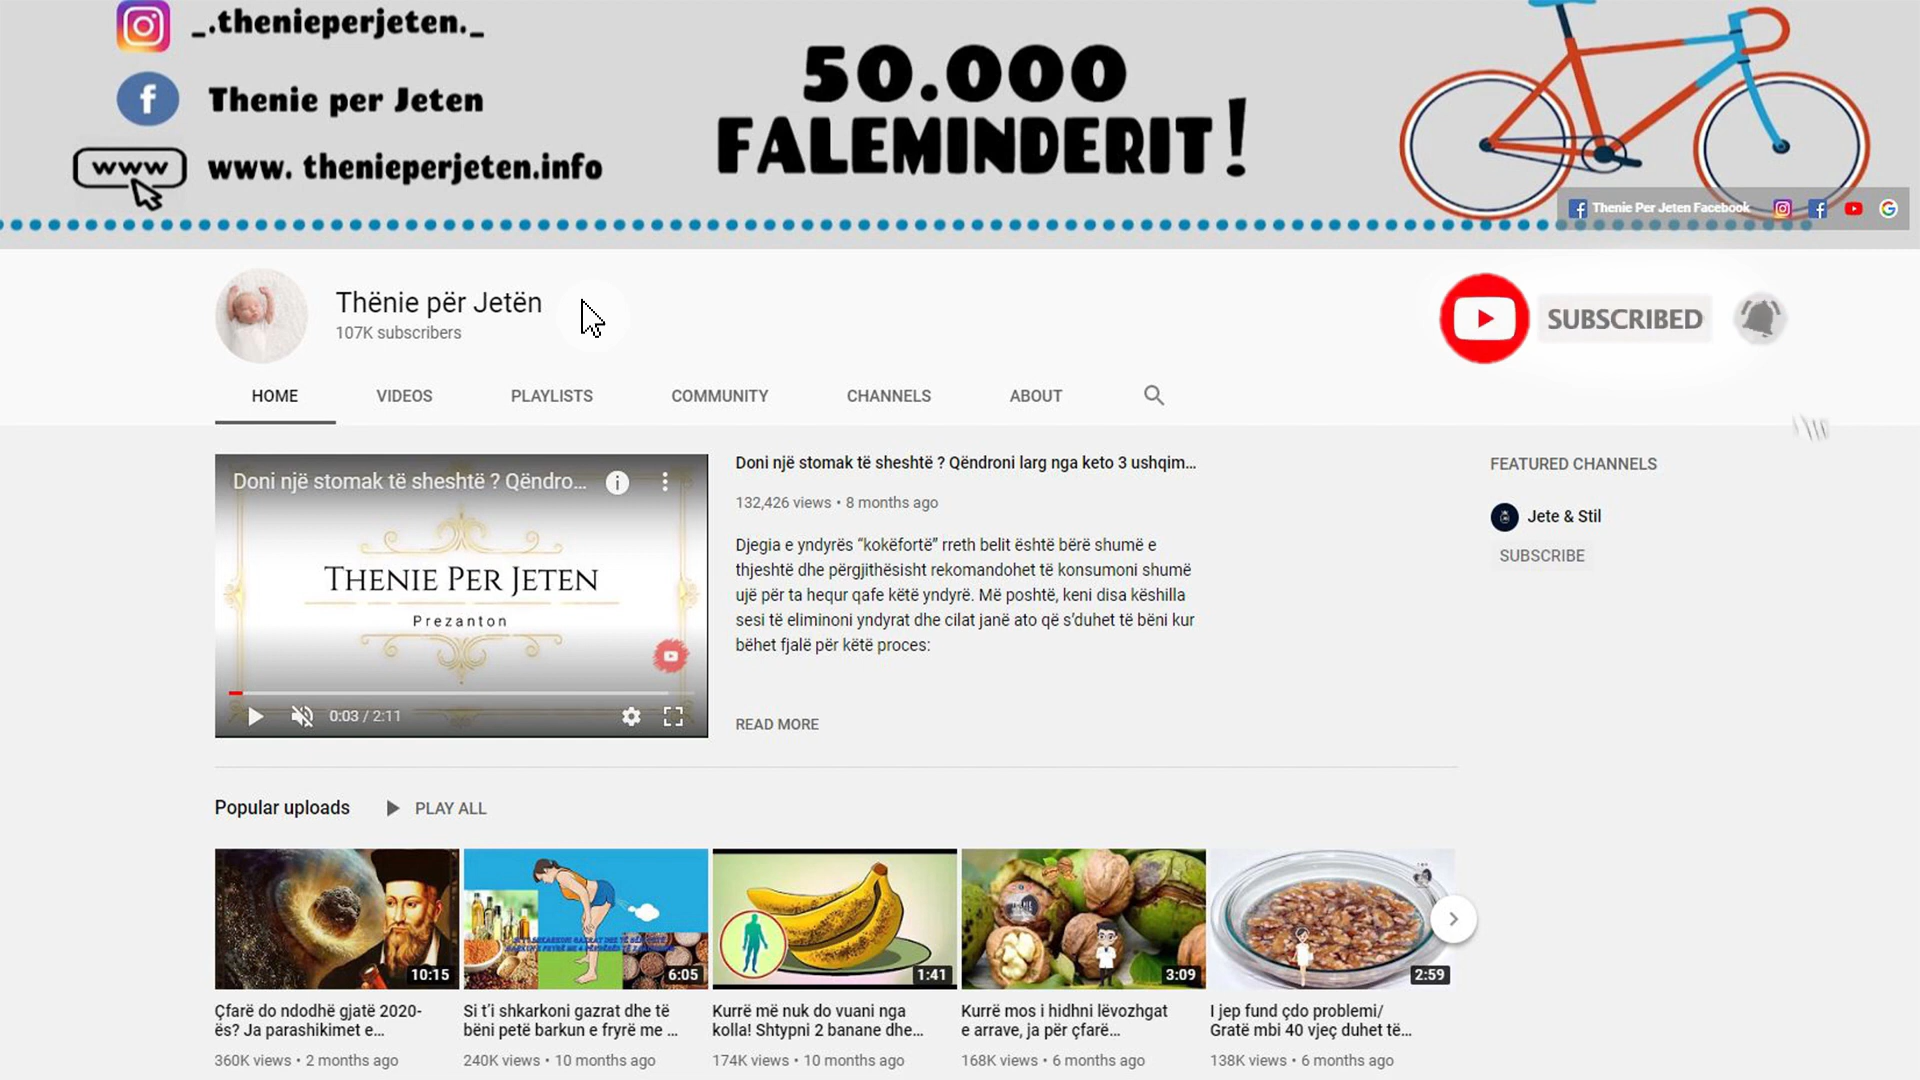 _.thenieperjeten._
Thenie per Jeten
www
www. thenieperjeten.info
50.000
FALEMINDERIT!
Thenie Per Jeten Facebook
Thënie për Jetën
107K subscribers
SUBSCRIBED
HOME
VIDEOS
PLAYLISTS
COMMUNITY
CHANNELS
ABOUT
Doni një stomak të sheshtë ? Qëndro...
THENIE PER JETEN
Prezanton
0:03 / 2:11
Doni një stomak të sheshtë ? Qëndroni larg nga keto 3 ushqim...
132,426 views • 8 months ago
Djegia e yndyrës “kokëfortë” rreth belit është bërë shumë e
thjeshtë dhe përgjithësisht rekomandohet të konsumoni shumë
ujë për ta hequr qafe këtë yndyrë. Më poshtë, keni disa këshilla
sesi të eliminoni yndyrat dhe cilat janë ato që s’duhet të bëni kur
bëhet fjalë për këtë proces:
READ MORE
FEATURED CHANNELS
Jete & Stil
SUBSCRIBE
Popular uploads
PLAY ALL
10:15
6:05
1:41
3:09
2:59
Çfarë do ndodhë gjatë 2020-
ës? Ja parashikimet e...
360K views • 2 months ago
Si t’i shkarkoni gazrat dhe të
bëni petë barkun e fryrë me ...
240K views • 10 months ago
Kurrë më nuk do vuani nga
kolla! Shtypni 2 banane dhe...
174K views • 10 months ago
Kurrë mos i hidhni lëvozhgat
e arrave, ja për çfarë...
168K views • 6 months ago
I jep fund çdo problemi/
Gratë mbi 40 vjeç duhet të...
138K views • 6 months ago